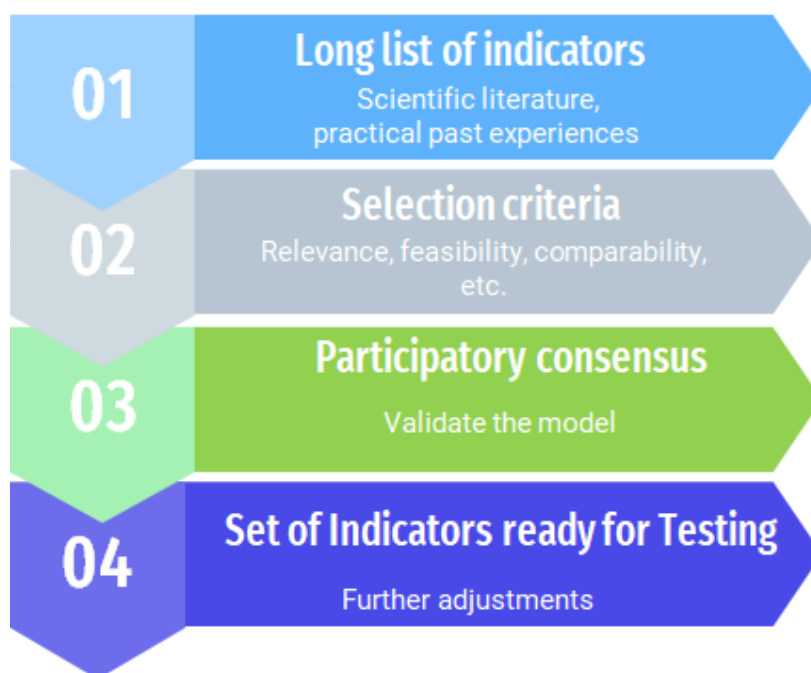 01
Long list of indicators
Scientific literature,
practical past experiences
02
Selection criteria
Relevance, feasibility, comparability,
etc.
03
Participatory consensus
Validate the model
04
Set of Indicators ready for Testing
Further adjustments